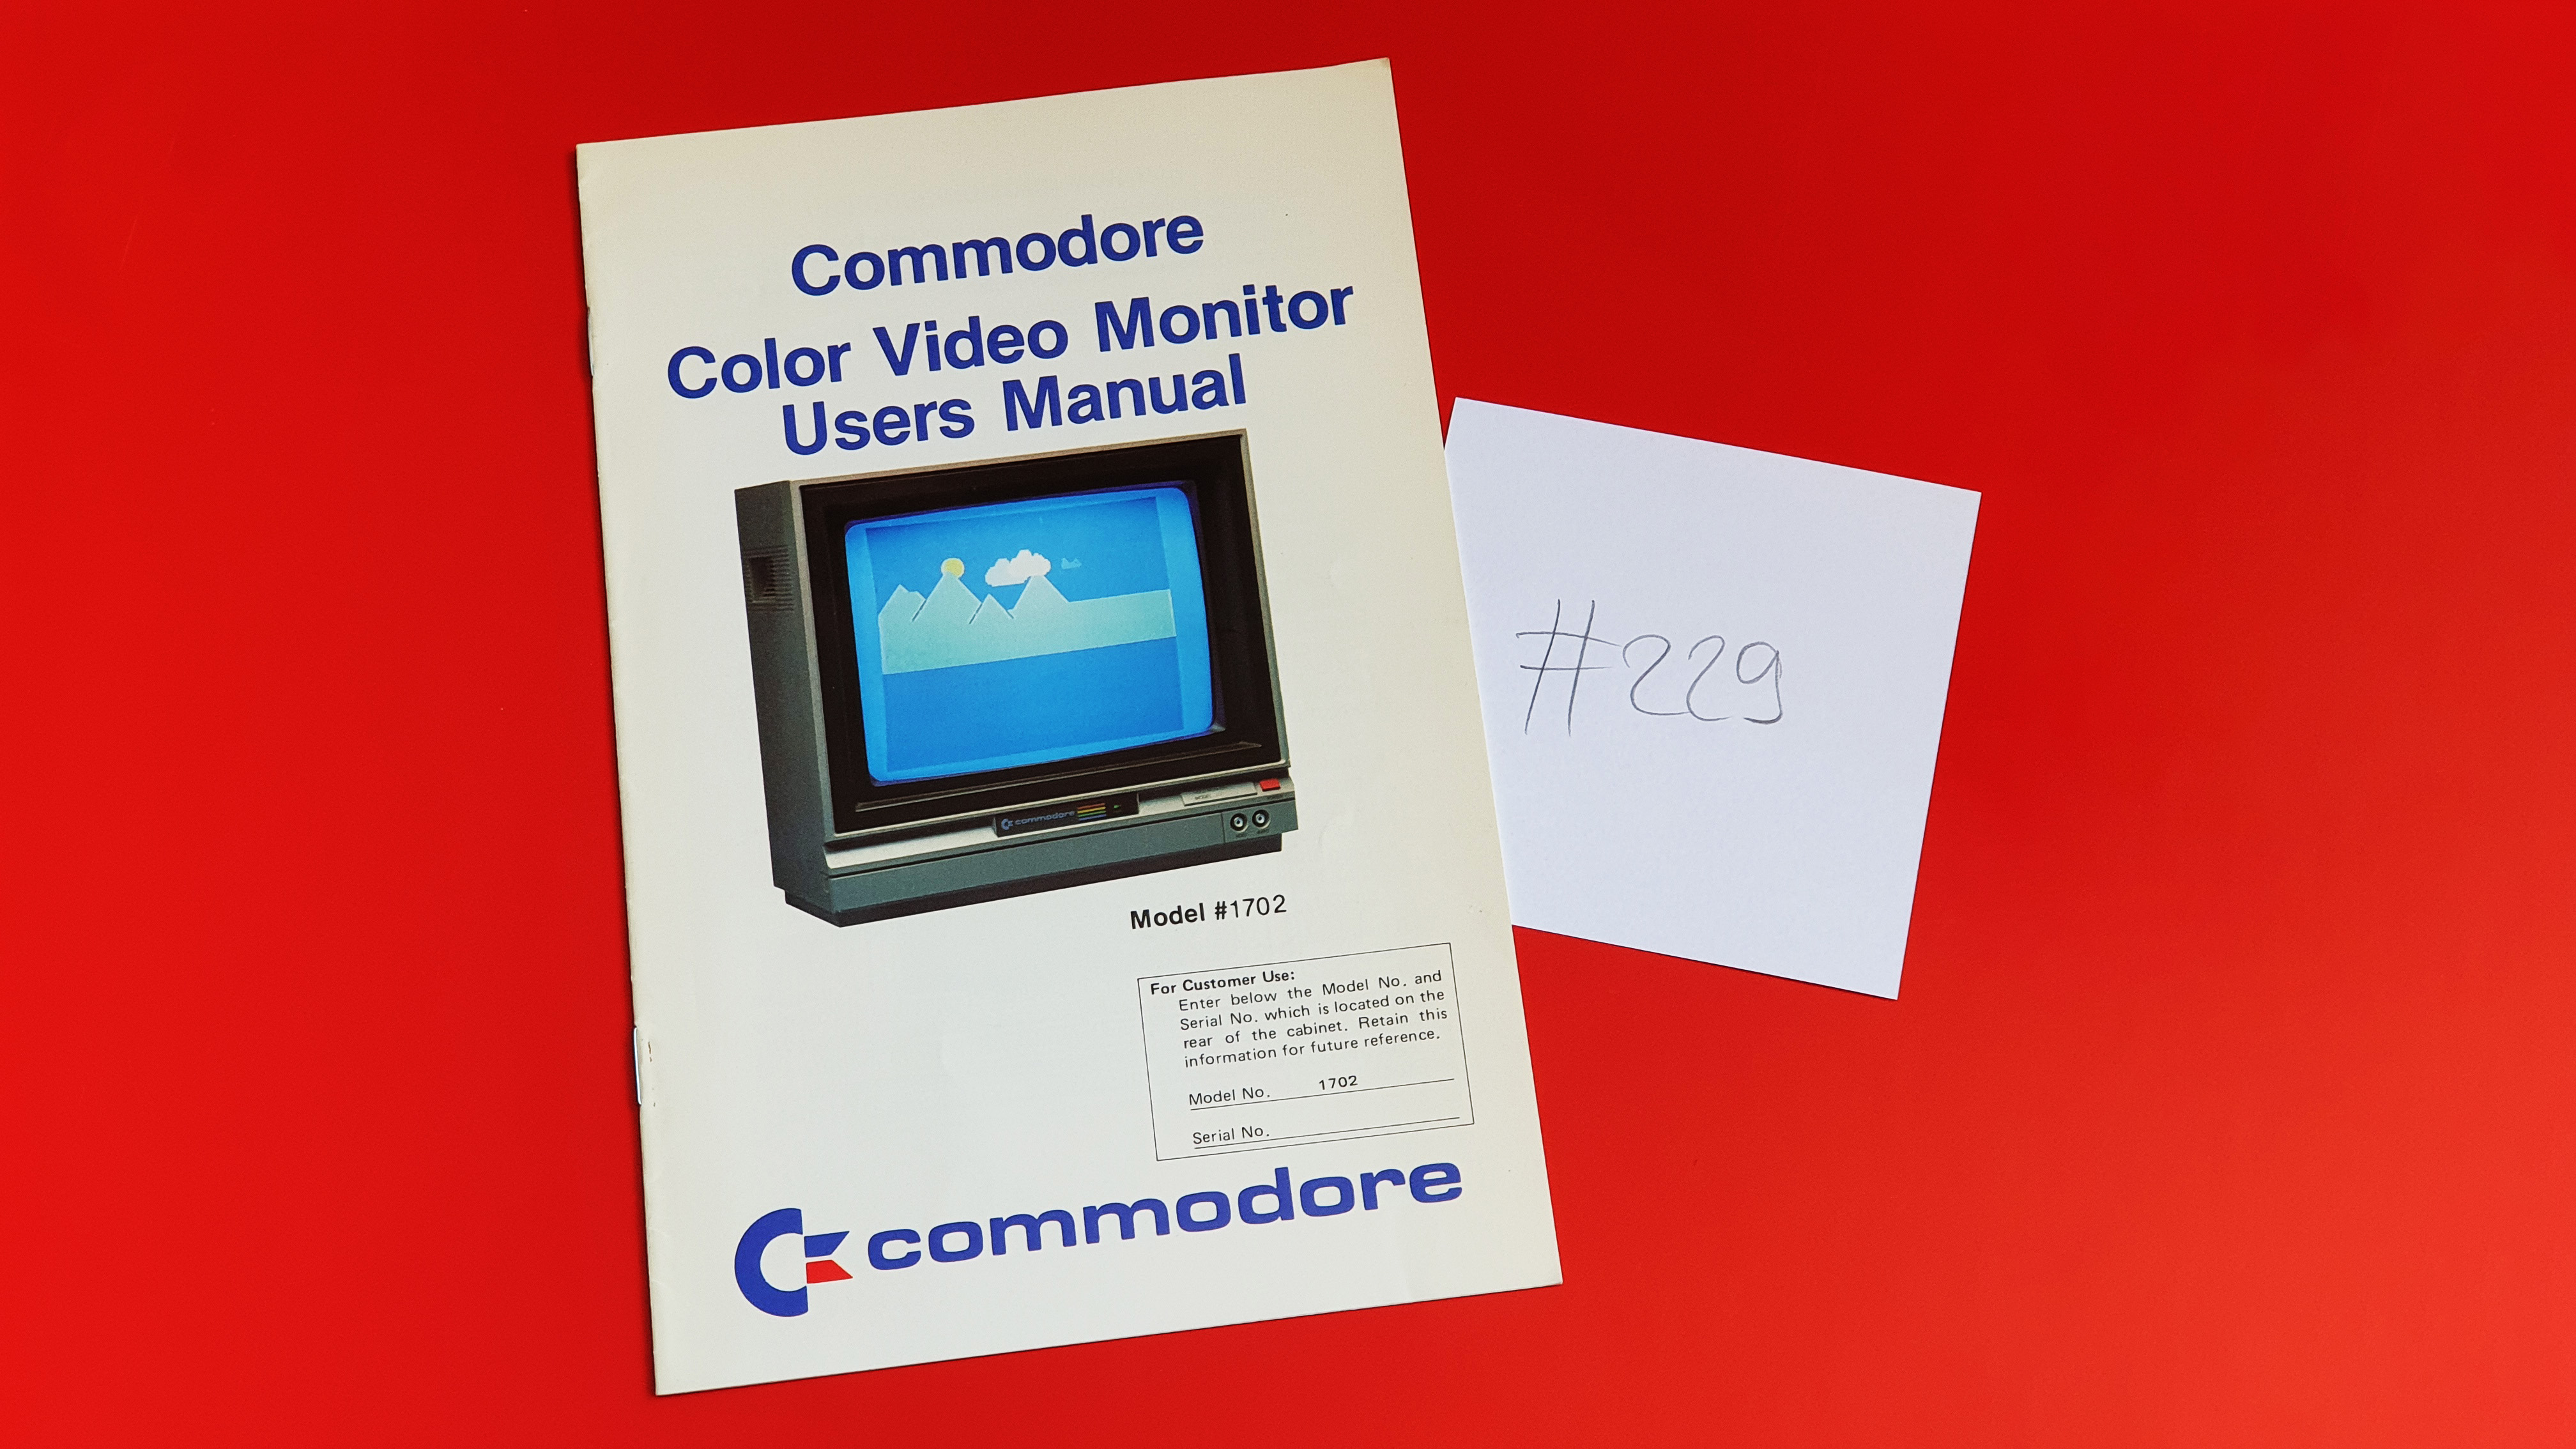 Commodore
Color Video Monitor
Users Manual
commodore
Model #1702
For Customer Use:
Enter below the Model No. and
Serial No. which is located on the
rear of the cabinet. Retain this
information for future reference.
Model No. 1702
Serial No.
commodore
#229